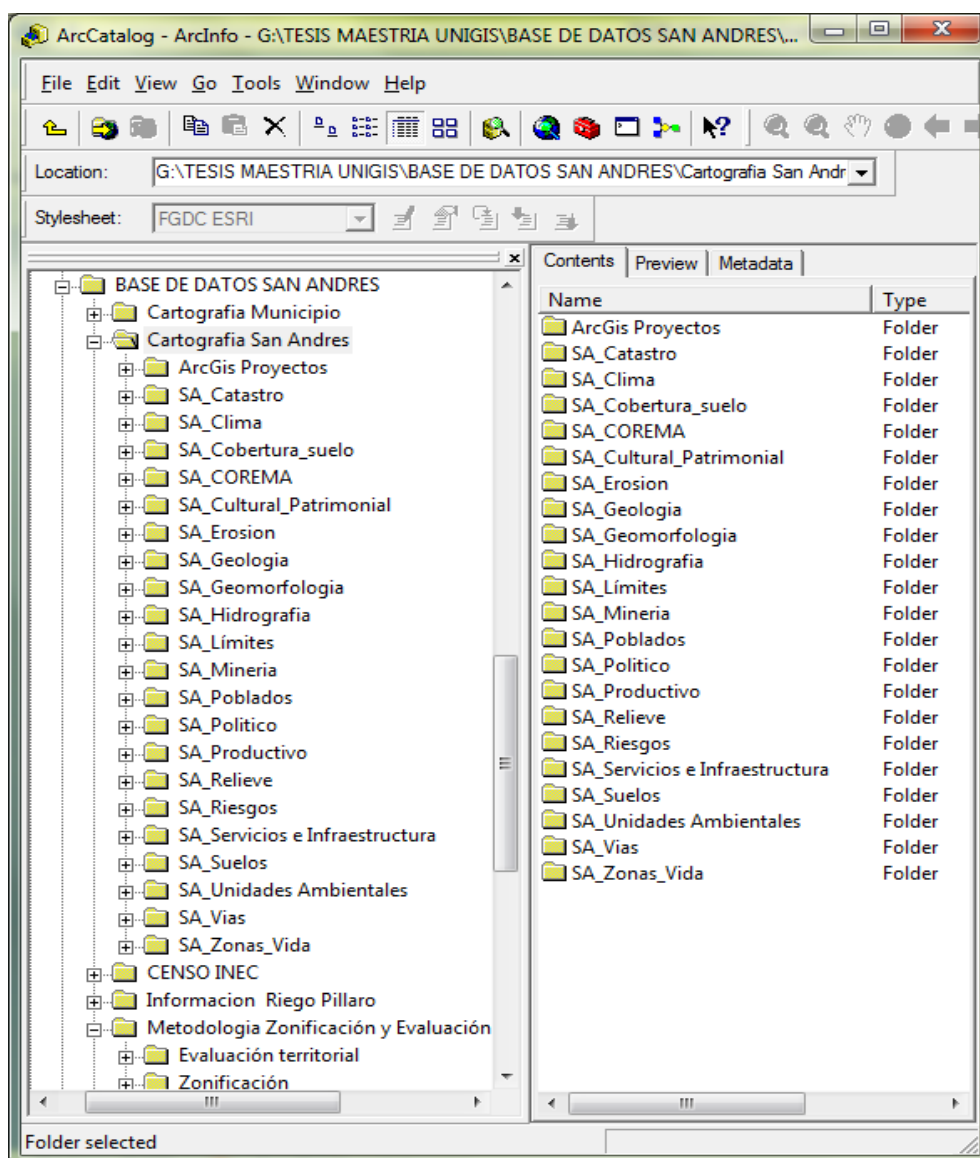 ArcCatalog - ArcInfo - G:\TESIS MAESTRIA UNIGIS\BASE DE DATOS SAN ANDRES\...
File Edit View Go Tools Window Help
Location: G:\TESIS MAESTRIA UNIGIS\BASE DE DATOS SAN ANDRES\Cartografia San Andr
Stylesheet: FGDC ESRI
BASE DE DATOS SAN ANDRES
Cartografia Municipio
Cartografia San Andres
ArcGis Proyectos
SA_Catastro
SA_Clima
SA_Cobertura_suelo
SA_COREMA
SA_Cultural_Patrimonial
SA_Erosion
SA_Geologia
SA_Geomorfologia
SA_Hidrografia
SA_Límites
SA_Mineria
SA_Poblados
SA_Politico
SA_Productivo
SA_Relieve
SA_Riesgos
SA_Servicios e Infraestructura
SA_Suelos
SA_Unidades Ambientales
SA_Vias
SA_Zonas_Vida
CENSO INEC
Informacion Riego Pillaro
Metodologia Zonificación y Evaluación
Evaluación territorial
Zonificación
Contents Preview Metadata
Name Type
ArcGis Proyectos Folder
SA_Catastro Folder
SA_Clima Folder
SA_Cobertura_suelo Folder
SA_COREMA Folder
SA_Cultural_Patrimonial Folder
SA_Erosion Folder
SA_Geologia Folder
SA_Geomorfologia Folder
SA_Hidrografia Folder
SA_Límites Folder
SA_Mineria Folder
SA_Poblados Folder
SA_Politico Folder
SA_Productivo Folder
SA_Relieve Folder
SA_Riesgos Folder
SA_Servicios e Infraestructura Folder
SA_Suelos Folder
SA_Unidades Ambientales Folder
SA_Vias Folder
SA_Zonas_Vida Folder
Folder selected